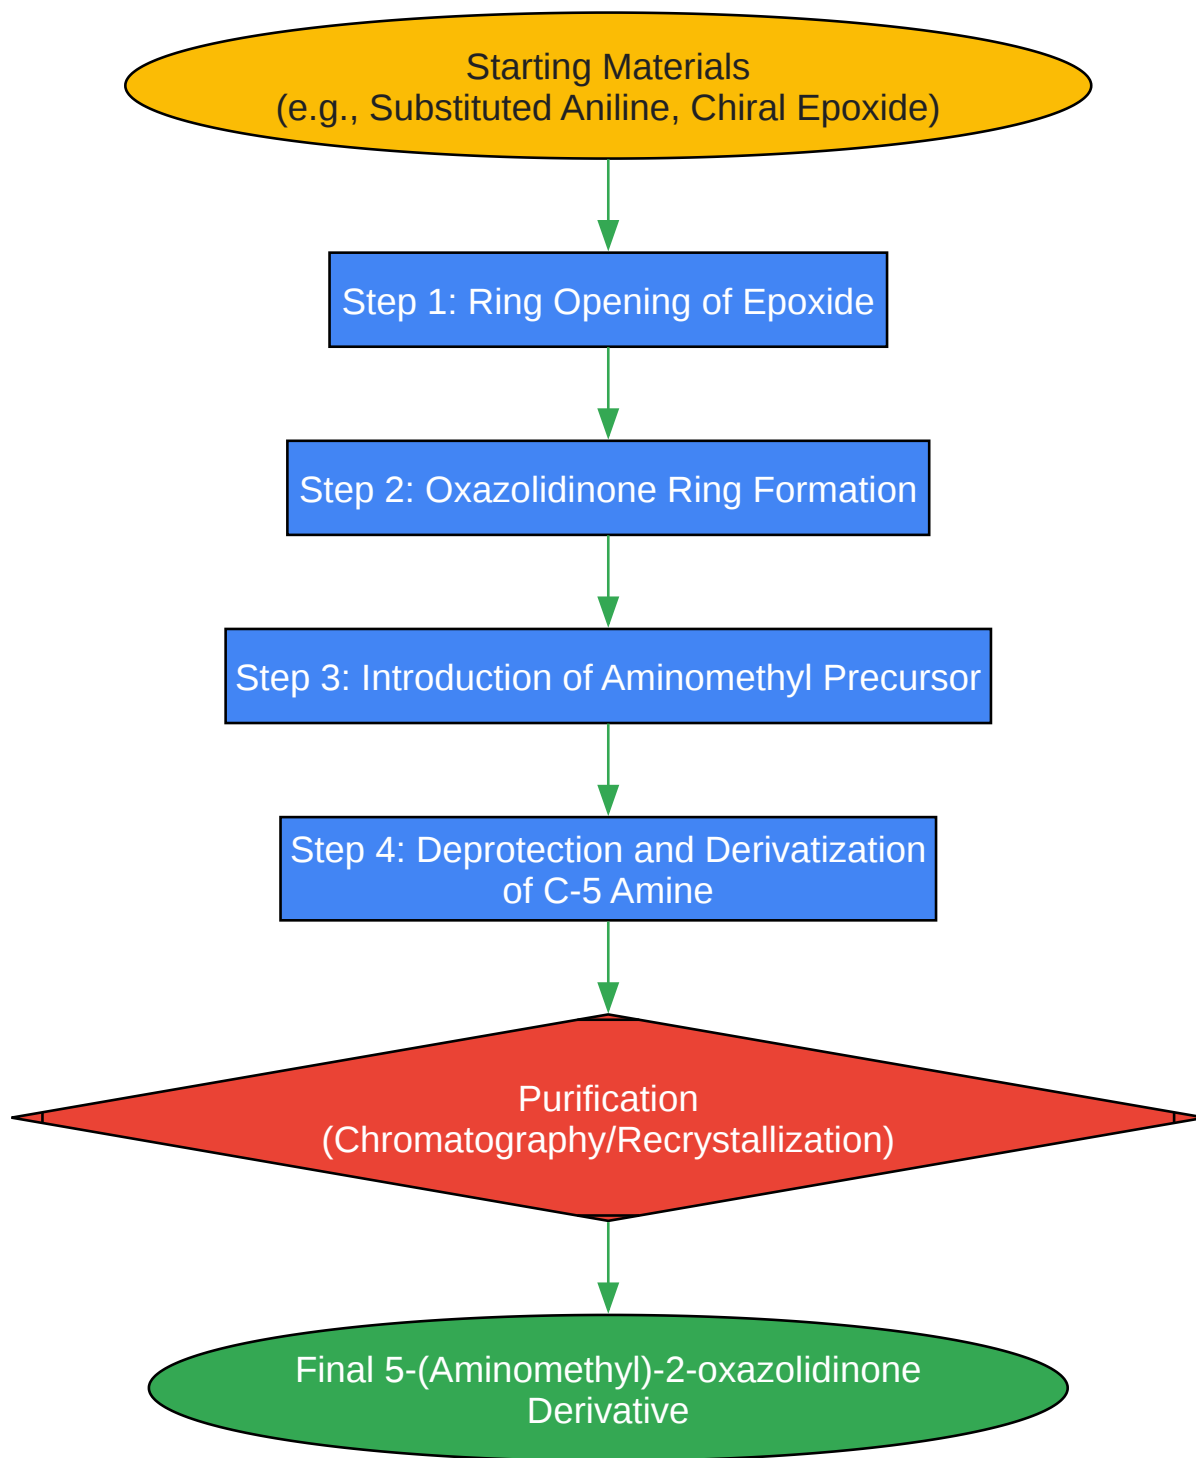 Starting Materials
(e.g., Substituted Aniline, Chiral Epoxide)
Step 1: Ring Opening of Epoxide
Step 2: Oxazolidinone Ring Formation
Step 3: Introduction of Aminomethyl Precursor
Step 4: Deprotection and Derivatization
of C-5 Amine
Purification
(Chromatography/Recrystallization)
Final 5-(Aminomethyl)-2-oxazolidinone
Derivative